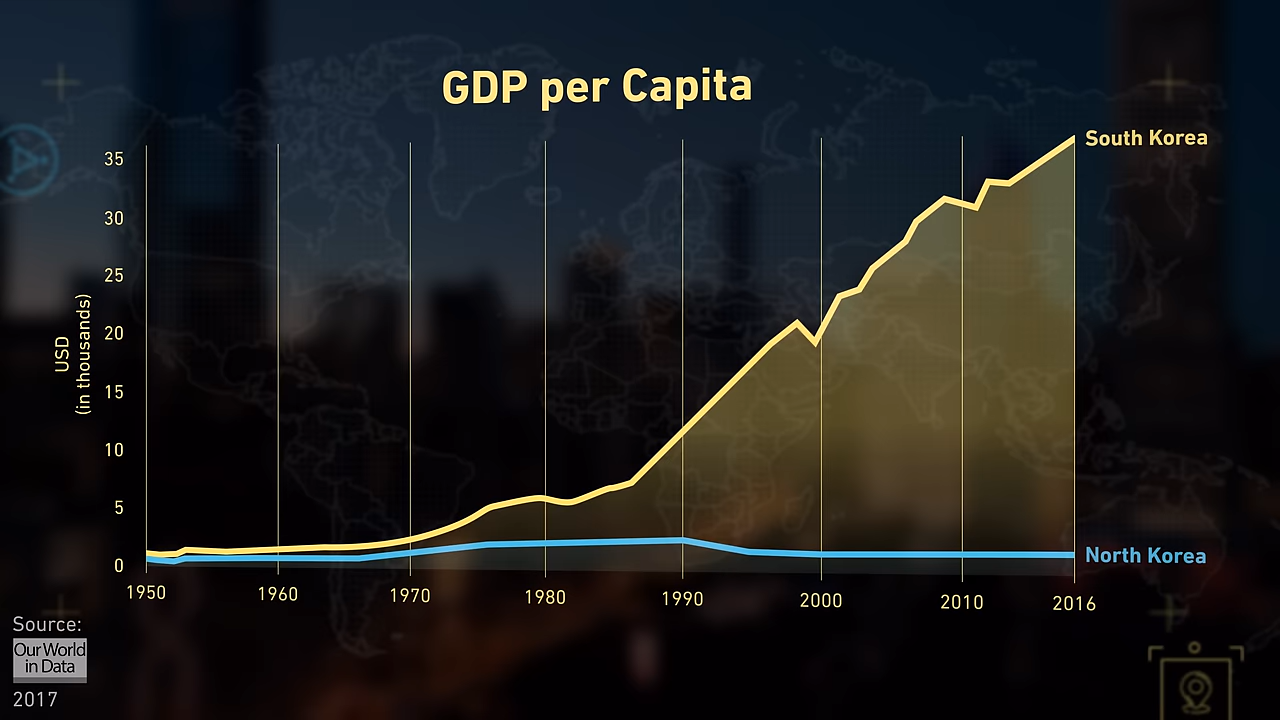 GDP per Capita
South Korea
35
30
25
20
15
10
5
0
USD
(in thousands)
North Korea
1950
1960
1970
1980
1990
2000
2010
2016
Source:
Our World
in Data
2017